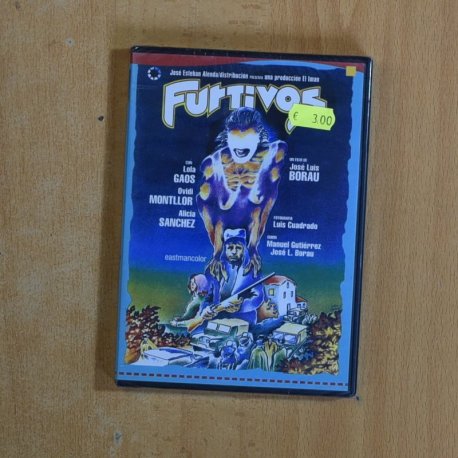 José Esteban Alenda/distribución PRESENTA una producción El Imán
Furtivos
€ 3.00
CON
Lola
GAOS
Ovidi
MONTLLOR
Alicia
SANCHEZ
UN FILM DE
José Luis
BORAU
FOTOGRAFIA
Luis Cuadrado
GUION
Manuel Gutiérrez
José L. Borau
eastmancolor